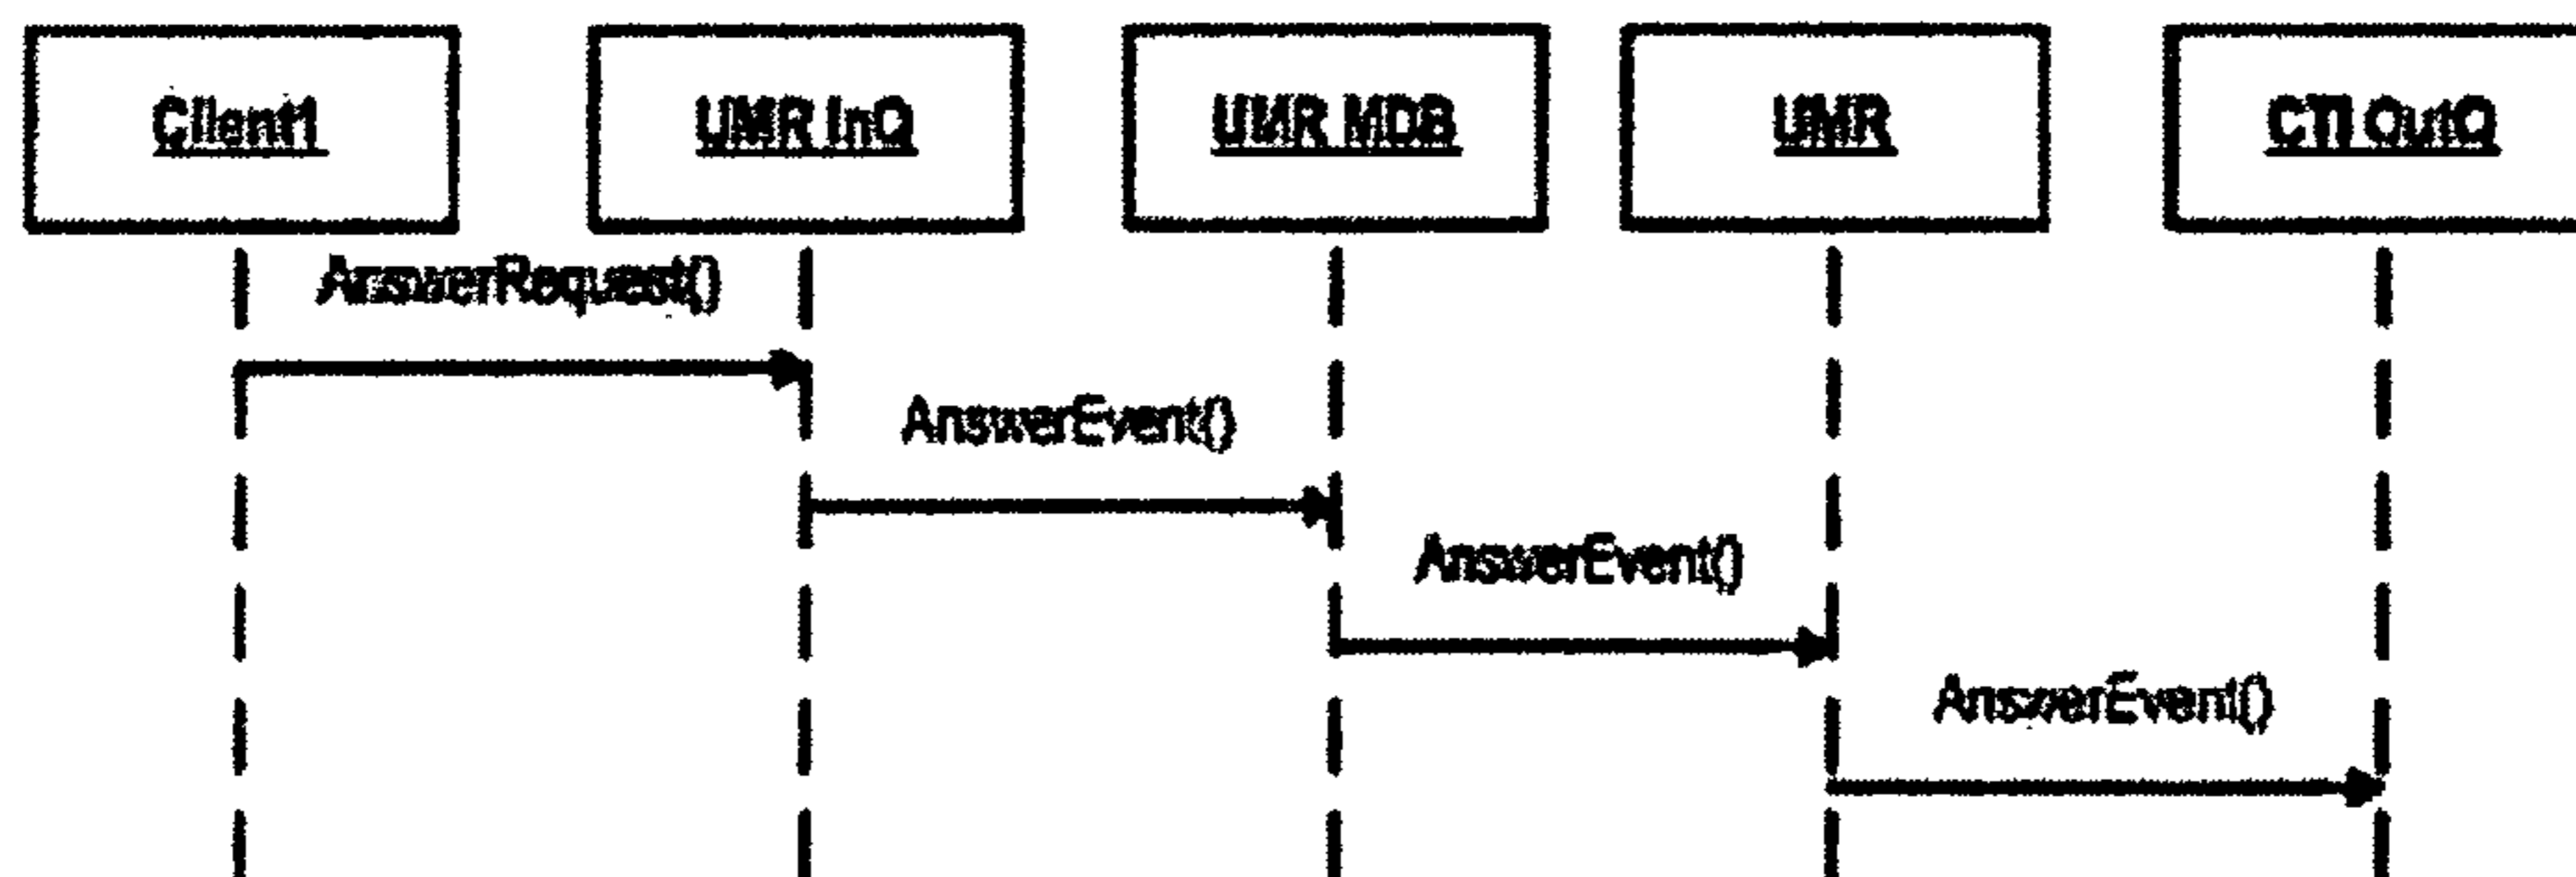 Client1
UMR InQ
UMR MDB
UMR
CTI OutQ
AnswerRequest()
AnswerEvent()
AnswerEvent()
AnswerEvent()